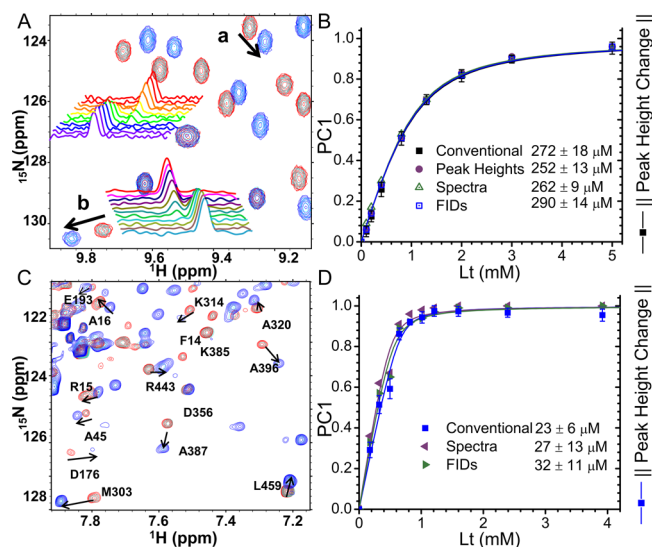 A
124
126
128
130
15N (ppm)
9.8
9.6
9.4
9.2
1H (ppm)
a
b
B
1.0
0.8
0.6
0.4
0.2
0.0
PC1
0
1
2
3
4
5
Lt (mM)
Conventional 272 ± 18 μM
Peak Heights 252 ± 13 μM
Spectra 262 ± 9 μM
FIDs 290 ± 14 μM
|| Peak Height Change ||
C
122
124
126
128
15N (ppm)
7.8
7.6
7.4
7.2
1H (ppm)
E193
A16
K314
F14
K385
A320
A396
R15
R443
D356
A45
A387
D176
M303
L459
D
1.0
0.8
0.6
0.4
0.2
0.0
PC1
0
1
2
3
4
Lt (mM)
Conventional 23 ± 6 μM
Spectra 27 ± 13 μM
FIDs 32 ± 11 μM
|| Peak Height Change ||